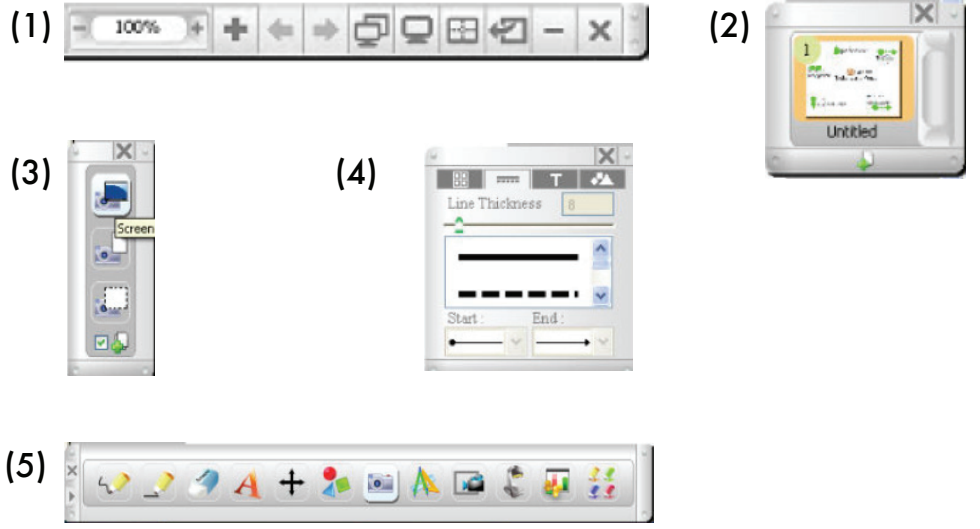 (1)
100%
(2)
1
Untitled
(3)
Screen
(4)
T
Line Thickness 8
Start : End :
(5)
A